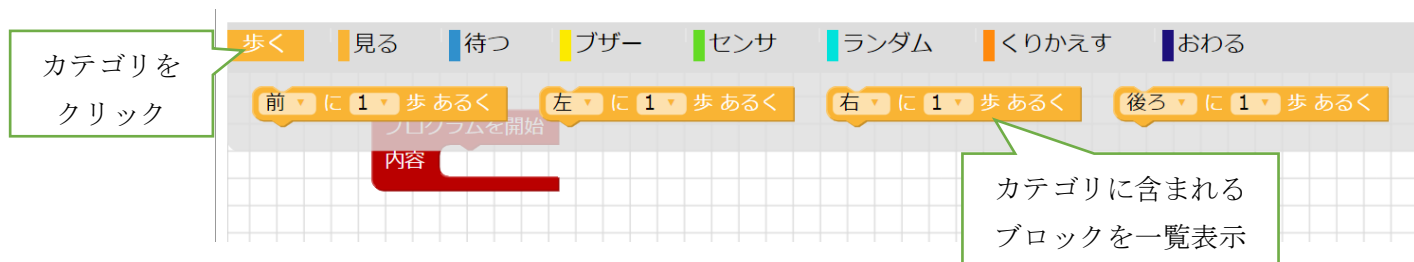 カテゴリを
クリック
歩く 見る 待つ ブザー センサ ランダム くりかえす おわる
前 に 1 歩 あるく 左 に 1 歩 あるく 右 に 1 歩 あるく 後ろ に 1 歩 あるく
プログラムを開始
内容
カテゴリに含まれる
ブロックを一覧表示